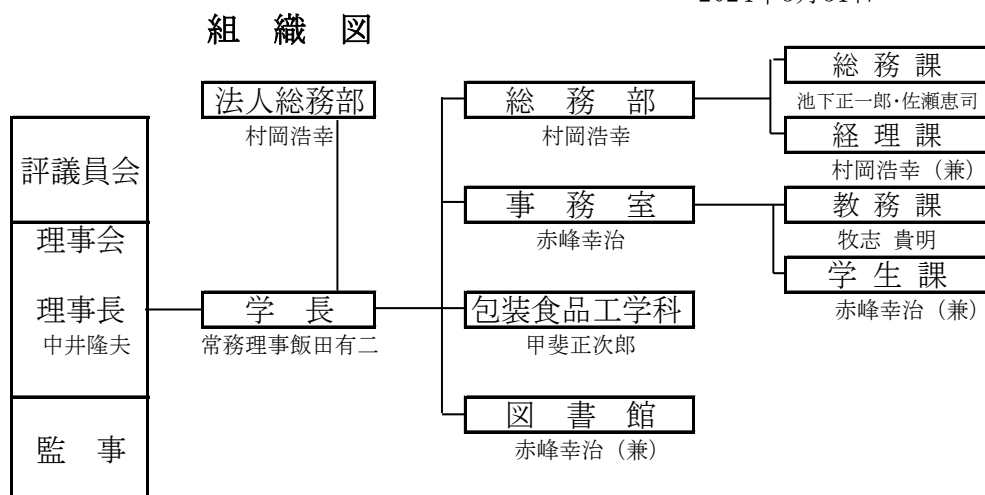 組 織 図
総 務 課
法人総務部
総 務 部
池下正一郎・佐瀬恵司
村岡浩幸
村岡浩幸
経 理 課
評議員会
村岡浩幸（兼）
事 務 室
教 務 課
理事会
赤峰幸治
牧志 貴明
学 生 課
理事長
学 長
包装食品工学科
赤峰幸治（兼）
中井隆夫
常務理事飯田有二
甲斐正次郎
図 書 館
監 事
赤峰幸治（兼）